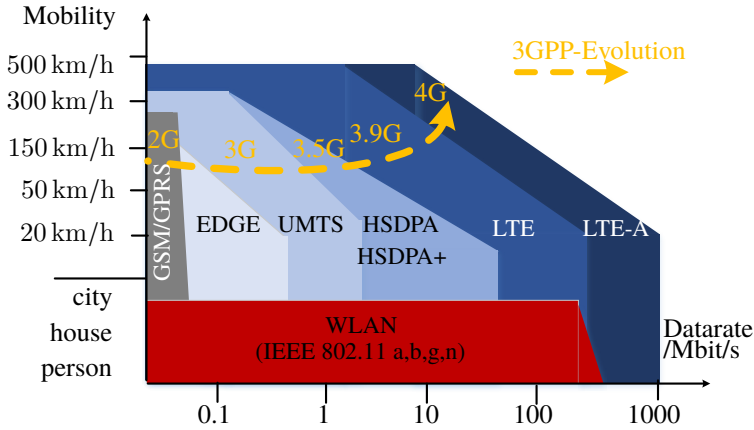 Mobility
3GPP-Evolution
500 km/h
4G
300 km/h
2G
3G
3.5G
3.9G
150 km/h
50 km/h
GSM/GPRS
20 km/h
EDGE
UMTS
HSDPA
HSDPA+
LTE
LTE-A
city
house
person
WLAN
(IEEE 802.11 a,b,g,n)
Datarate
/Mbit/s
0.1
1
10
100
1000